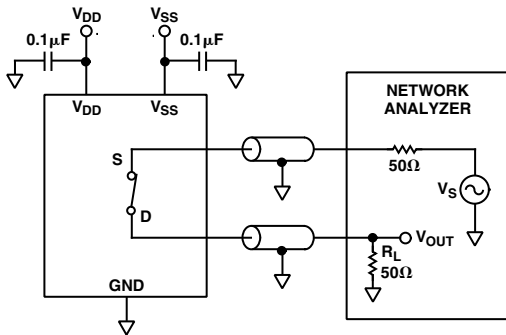 VDD VSS
0.1µF 0.1µF
VDD VSS
NETWORK
ANALYZER
S
50Ω
VS
D
VOUT
RL
50Ω
GND